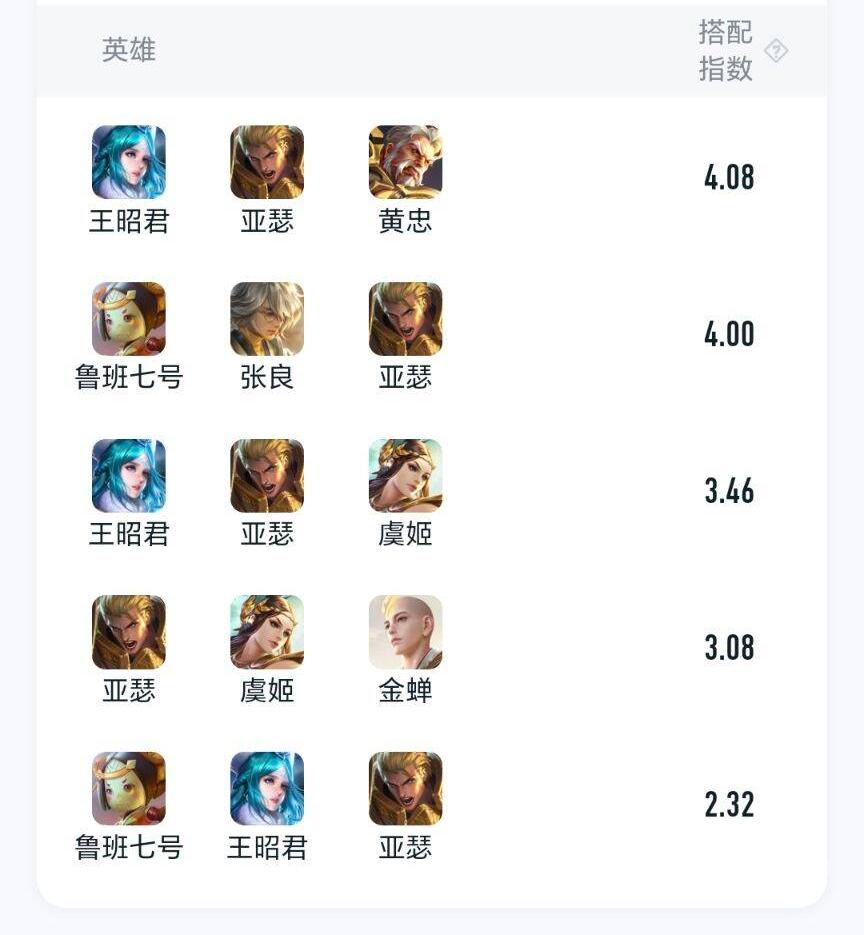 英雄
搭配
指数
?
王昭君 亚瑟 黄忠 4.08
鲁班七号 张良 亚瑟 4.00
王昭君 亚瑟 虞姬 3.46
亚瑟 虞姬 金蝉 3.08
鲁班七号 王昭君 亚瑟 2.32